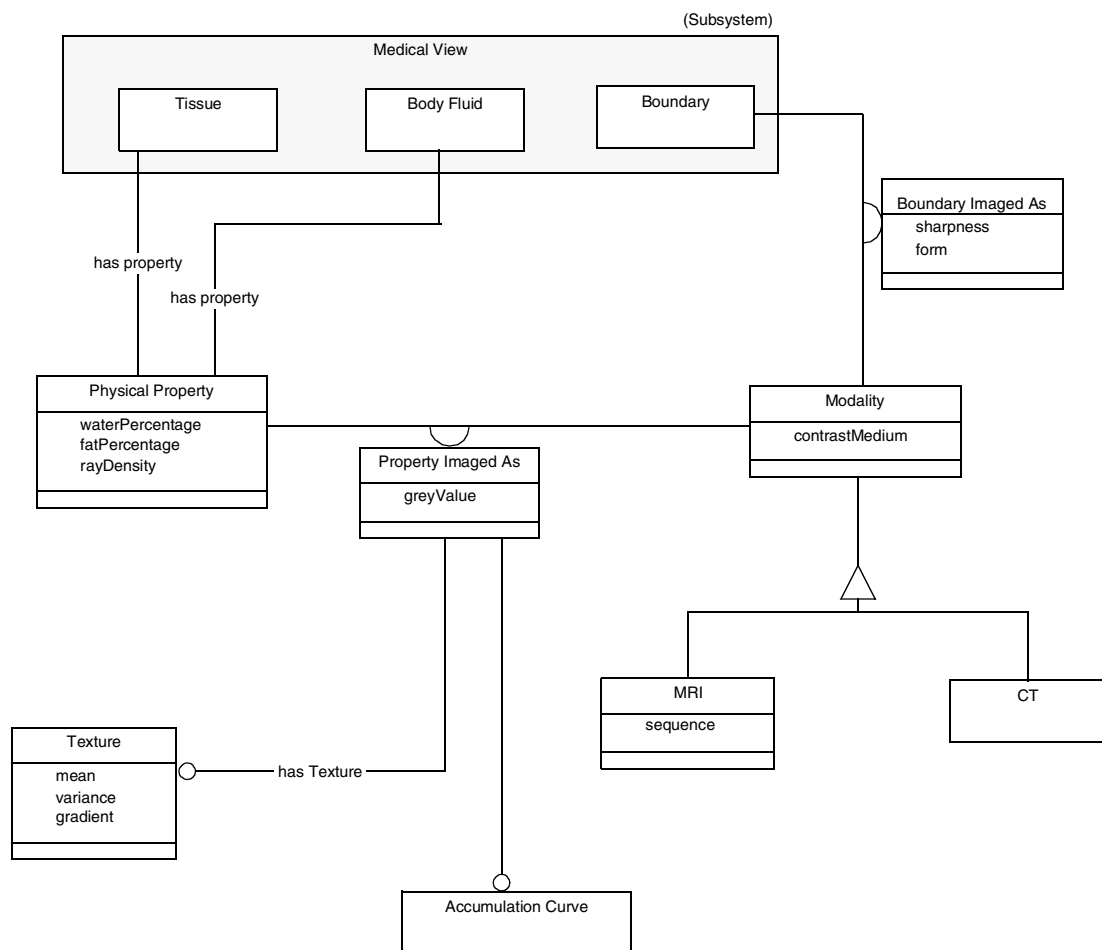 (Subsystem)
Medical View
Tissue
Body Fluid
Boundary
Boundary Imaged As
sharpness
form
has property
has property
Physical Property
waterPercentage
fatPercentage
rayDensity
Modality
contrastMedium
Property Imaged As
greyValue
MRI
sequence
CT
Texture
mean
variance
gradient
has Texture
Accumulation Curve